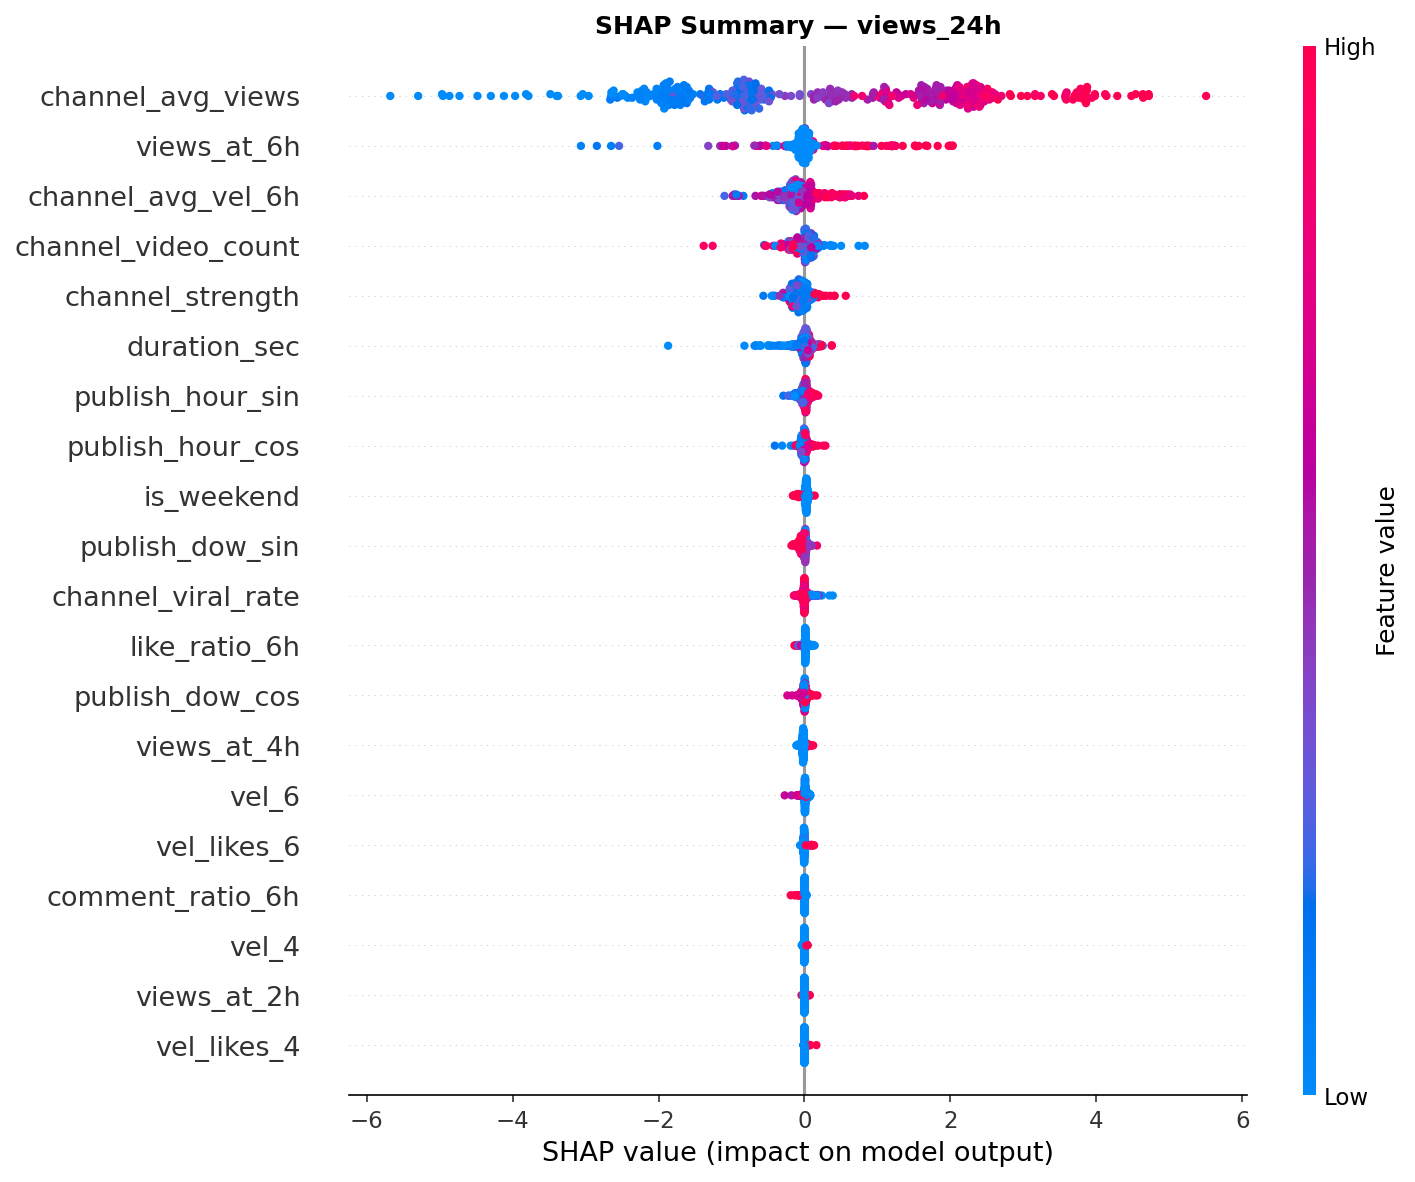 SHAP Summary — views_24h
High
channel_avg_views
views_at_6h
channel_avg_vel_6h
channel_video_count
channel_strength
duration_sec
publish_hour_sin
publish_hour_cos
is_weekend
publish_dow_sin
channel_viral_rate
like_ratio_6h
publish_dow_cos
views_at_4h
vel_6
vel_likes_6
comment_ratio_6h
vel_4
views_at_2h
vel_likes_4
Feature value
Low
−6 −4 −2 0 2 4 6
SHAP value (impact on model output)